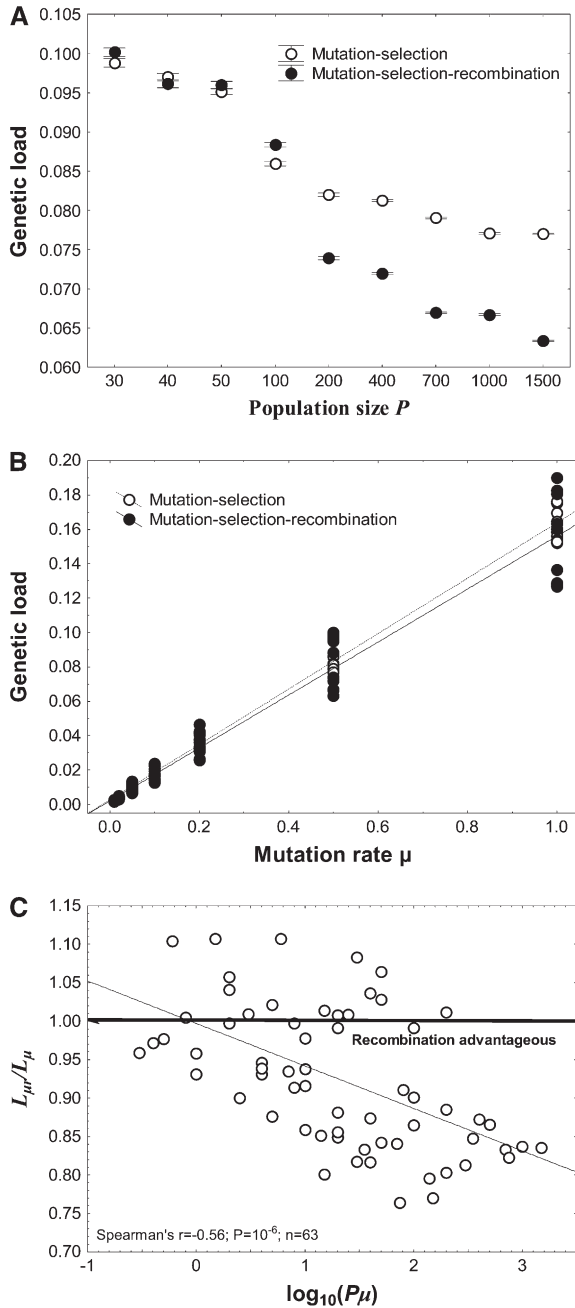 A
Mutation-selection
Mutation-selection-recombination
Genetic load
0.100
0.095
0.090
0.085
0.080
0.075
0.070
0.065
0.060
30 40 50 100 200 400 700 1000 1500
Population size P
B
Mutation-selection
Mutation-selection-recombination
Genetic load
0.20
0.18
0.16
0.14
0.12
0.10
0.08
0.06
0.04
0.02
0.00
0.0 0.2 0.4 0.6 0.8 1.0
Mutation rate µ
C
Lμr/Lμ
1.15
1.10
1.05
1.00
0.95
0.90
0.85
0.80
0.75
0.70
Recombination advantageous
Spearman's r=-0.56; P=10-6; n=63
-1 0 1 2 3
log10(Pμ)